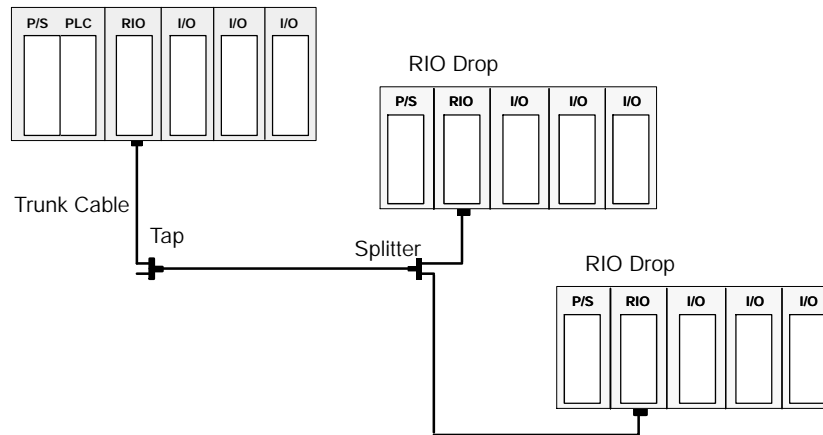 P/S PLC RIO I/O I/O I/O
RIO Drop
P/S RIO I/O I/O I/O
Trunk Cable
Tap
Splitter
RIO Drop
P/S RIO I/O I/O I/O